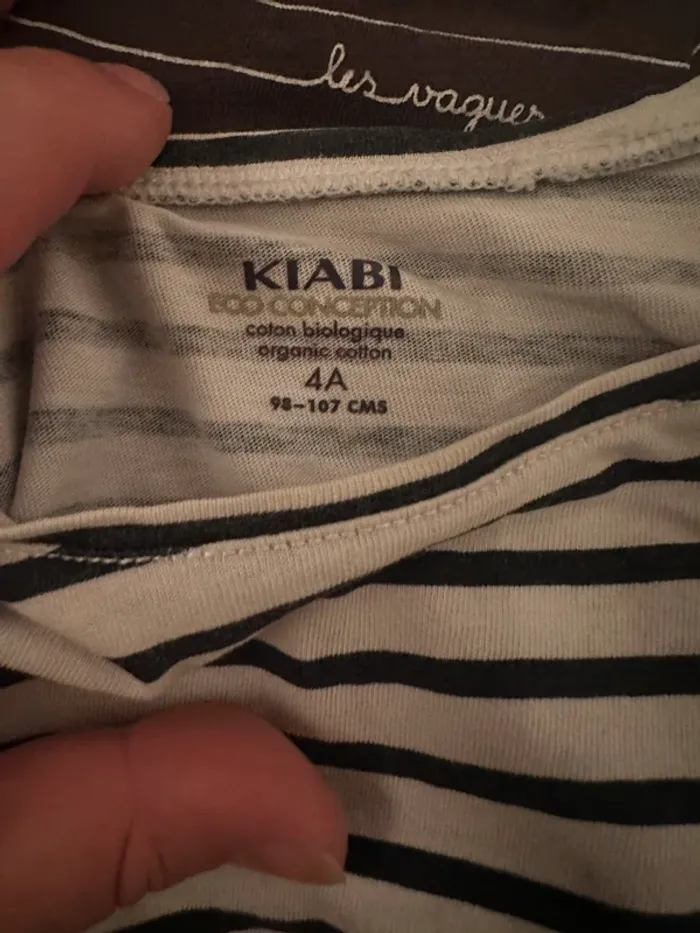 les vagues
KIABI
ECO CONCEPTION
coton biologique
organic cotton
4A
98-107 CMS